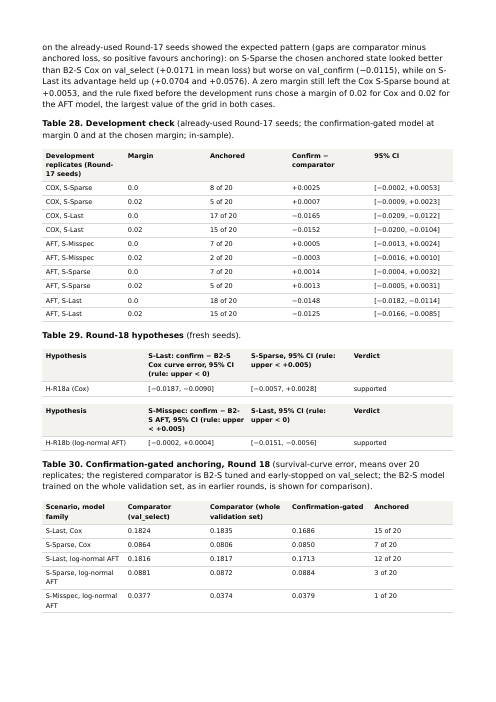 on the already-used Round-17 seeds showed the expected pattern (gaps are comparator minus
anchored loss, so positive favours anchoring): on S-Sparse the chosen anchored state looked better
than B2-S Cox on val_select (+0.0171 in mean loss) but worse on val_confirm (−0.0115), while on S-
Last its advantage held up (+0.0704 and +0.0576). A zero margin still left the Cox S-Sparse bound at
+0.0053, and the rule fixed before the development runs chose a margin of 0.02 for Cox and 0.02 for
the AFT model, the largest value of the grid in both cases.
Table 28. Development check (already-used Round-17 seeds; the confirmation-gated model at
margin 0 and at the chosen margin; in-sample).
Development replicates (Round-17 seeds) Margin Anchored Confirm − comparator 95% CI
COX, S-Sparse 0.0 8 of 20 +0.0025 [−0.0002, +0.0053]
COX, S-Sparse 0.02 5 of 20 +0.0007 [−0.0009, +0.0023]
COX, S-Last 0.0 17 of 20 −0.0165 [−0.0209, −0.0122]
COX, S-Last 0.02 15 of 20 −0.0152 [−0.0200, −0.0104]
AFT, S-Misspec 0.0 7 of 20 +0.0005 [−0.0013, +0.0024]
AFT, S-Misspec 0.02 2 of 20 −0.0003 [−0.0016, +0.0010]
AFT, S-Sparse 0.0 7 of 20 +0.0014 [−0.0004, +0.0032]
AFT, S-Sparse 0.02 5 of 20 +0.0013 [−0.0005, +0.0031]
AFT, S-Last 0.0 18 of 20 −0.0148 [−0.0182, −0.0114]
AFT, S-Last 0.02 15 of 20 −0.0125 [−0.0166, −0.0085]
Table 29. Round-18 hypotheses (fresh seeds).
Hypothesis S-Last: confirm − B2-S Cox curve error, 95% CI (rule: upper < 0) S-Sparse, 95% CI (rule: upper < +0.005) Verdict
H-R18a (Cox) [−0.0187, −0.0090] [−0.0057, +0.0028] supported
Hypothesis S-Misspec: confirm − B2-S AFT, 95% CI (rule: upper < +0.005) S-Last, 95% CI (rule: upper < 0) Verdict
H-R18b (log-normal AFT) [−0.0002, +0.0004] [−0.0151, −0.0056] supported
Table 30. Confirmation-gated anchoring, Round 18 (survival-curve error, means over 20
replicates; the registered comparator is B2-S tuned and early-stopped on val_select; the B2-S model
trained on the whole validation set, as in earlier rounds, is shown for comparison).
Scenario, model family Comparator (val_select) Comparator (whole validation set) Confirmation-gated Anchored
S-Last, Cox 0.1824 0.1835 0.1686 15 of 20
S-Sparse, Cox 0.0864 0.0806 0.0850 7 of 20
S-Last, log-normal AFT 0.1816 0.1817 0.1713 12 of 20
S-Sparse, log-normal AFT 0.0881 0.0872 0.0884 3 of 20
S-Misspec, log-normal AFT 0.0377 0.0374 0.0379 1 of 20